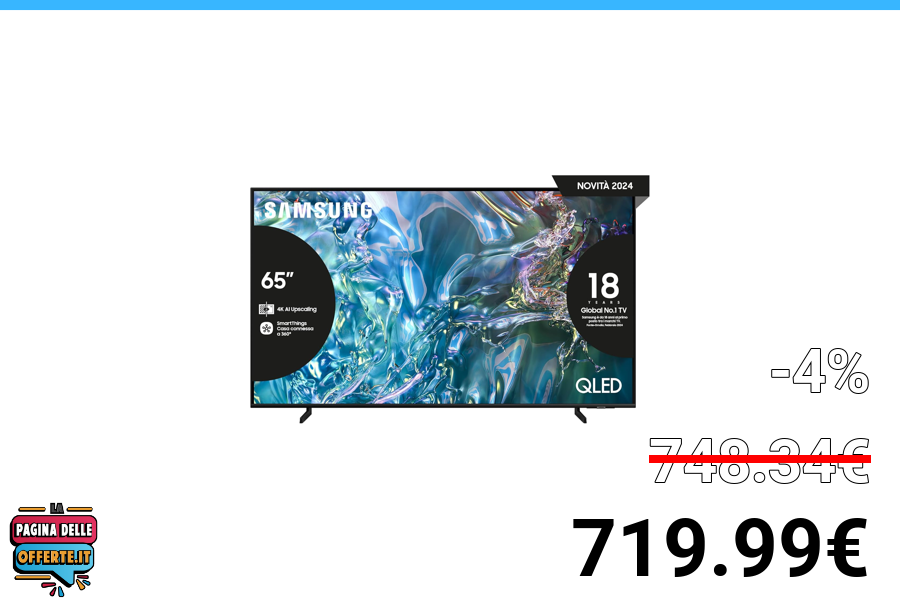 NOVITÀ 2024
SAMSUNG
65”
4K AI Upscaling
SmartThings
Casa connessa
a 360°
18
YEARS
Global No.1 TV
QLED
-4%
748.34€
719.99€
LA
PAGINA DELLE
OFFERTE.IT